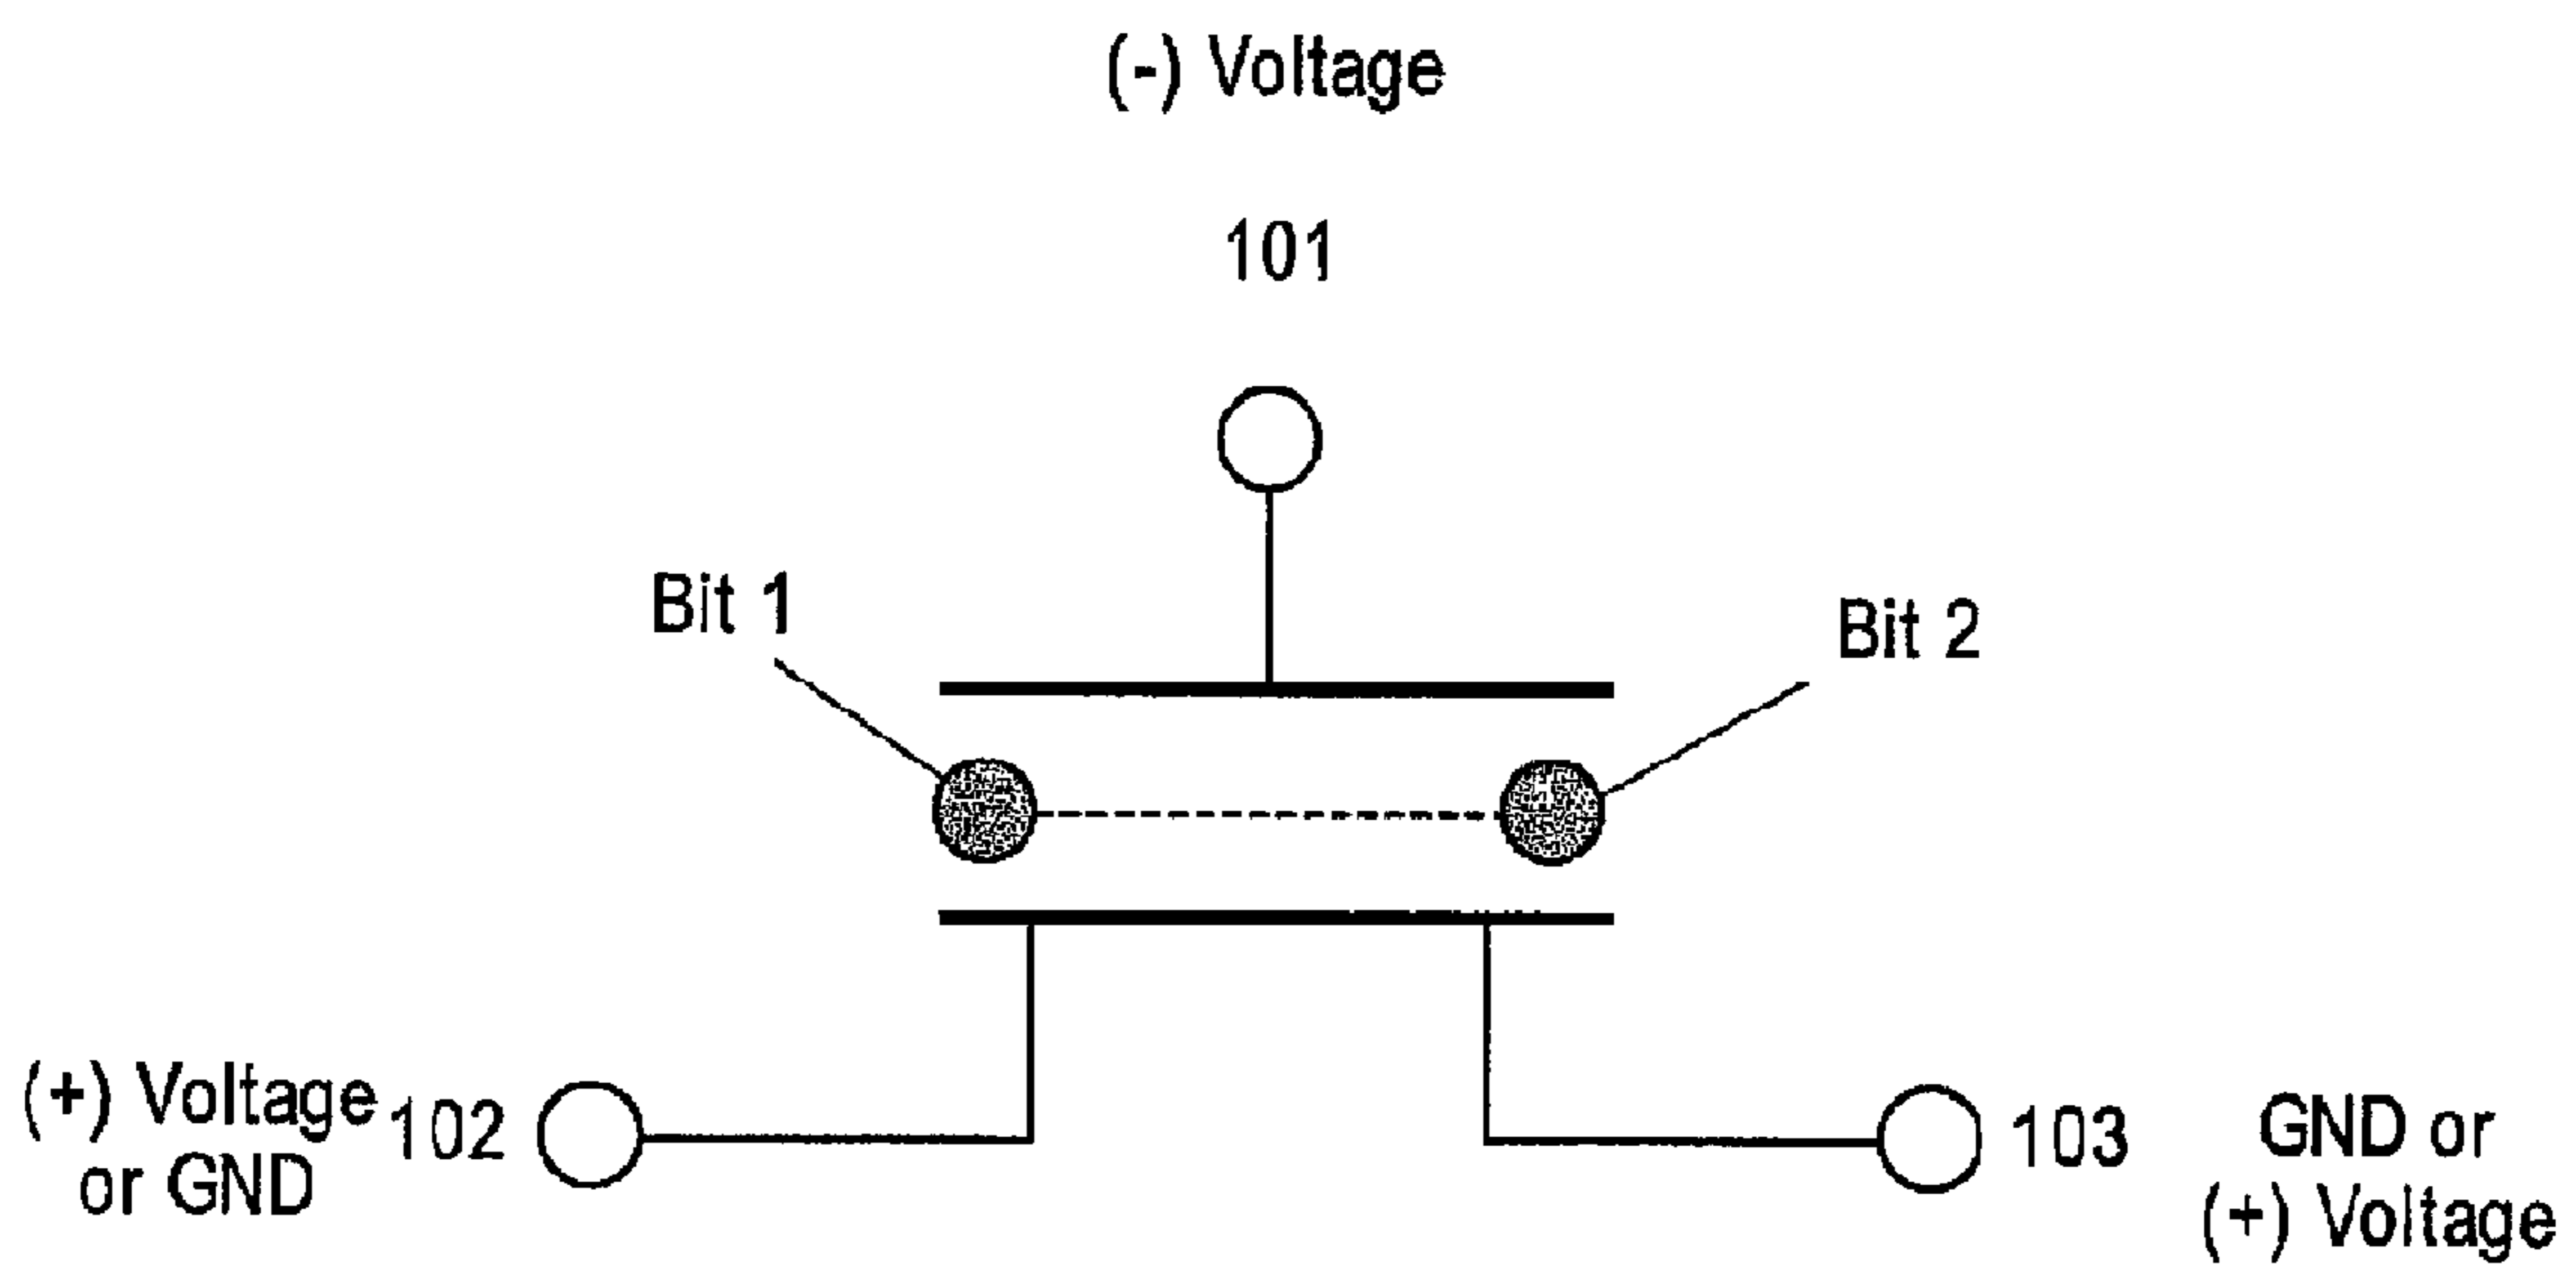 (-) Voltage
101
Bit 1
Bit 2
(+) Voltage
or GND
102
103
GND or
(+) Voltage